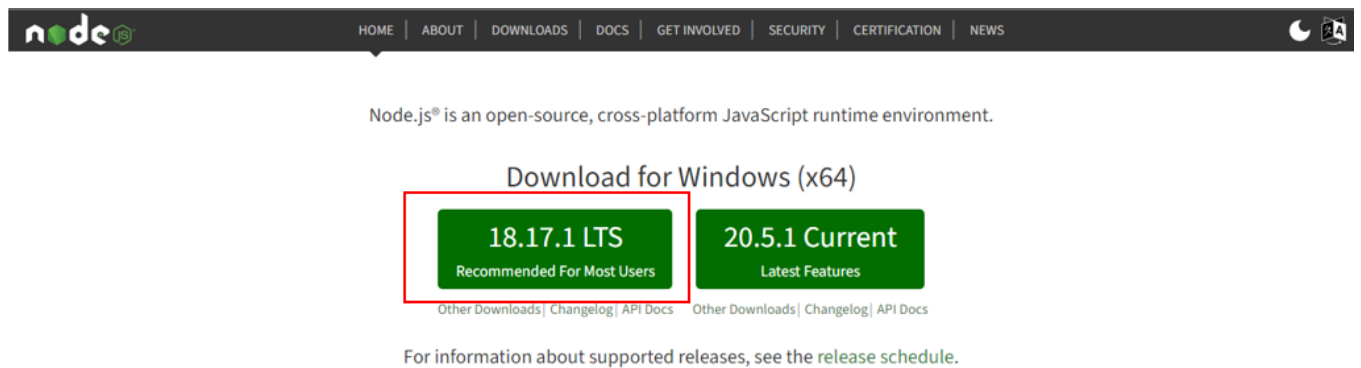 node JS
HOME | ABOUT | DOWNLOADS | DOCS | GET INVOLVED | SECURITY | CERTIFICATION | NEWS
Node.js® is an open-source, cross-platform JavaScript runtime environment.
Download for Windows (x64)
18.17.1 LTS
Recommended For Most Users
20.5.1 Current
Latest Features
Other Downloads| Changelog| API Docs
Other Downloads| Changelog| API Docs
For information about supported releases, see the release schedule.